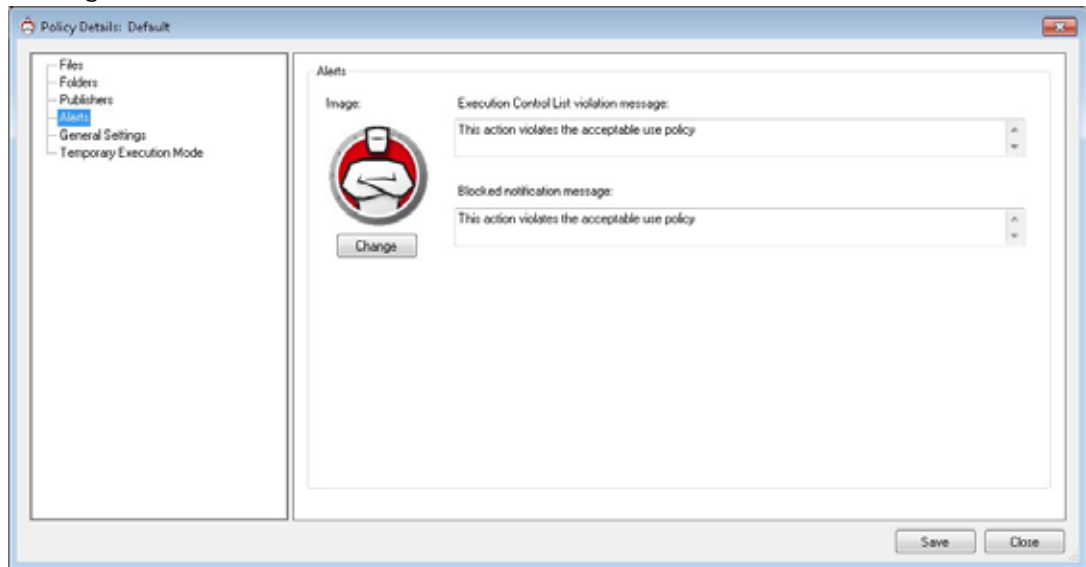 Policy Details: Default
Files
Folders
Publishers
Alerts
General Settings
Temporary Execution Mode
Alerts
Image:
Change
Execution Control List violation message:
This action violates the acceptable use policy
Blocked notification message:
This action violates the acceptable use policy
Save
Close